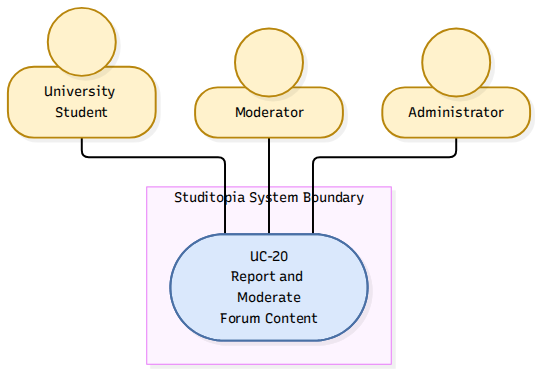 University
Student
Moderator
Administrator
Studitopia System Boundary
UC-20
Report and
Moderate
Forum Content